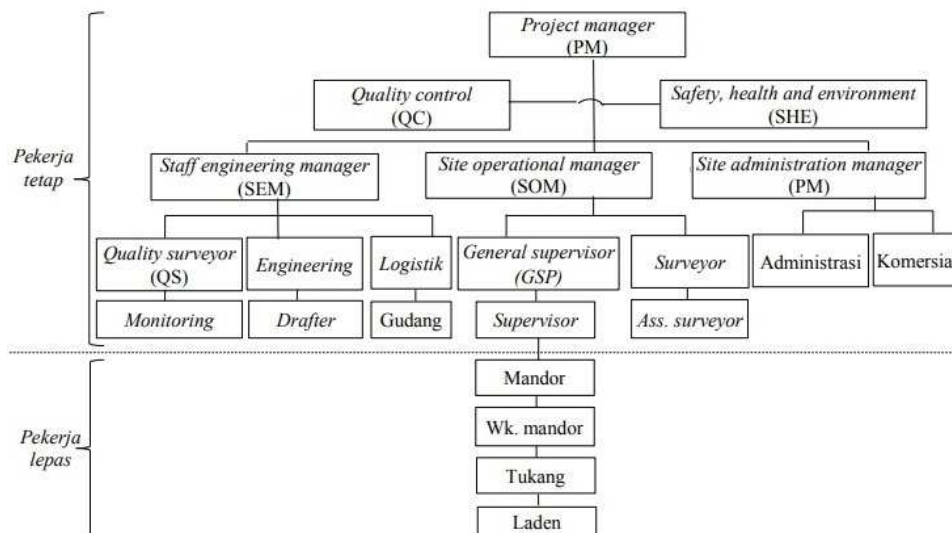 Project manager
(PM)
Quality control
(QC)
Safety, health and environment
(SHE)
Pekerja
tetap
Staff engineering manager
(SEM)
Site operational manager
(SOM)
Site administration manager
(PM)
Quality surveyor
(QS)
Engineering
Logistik
General supervisor
(GSP)
Surveyor
Administrasi
Komersia
Monitoring
Drafter
Gudang
Supervisor
Ass. surveyor
Pekerja
lepas
Mandor
Wk. mandor
Tukang
Laden